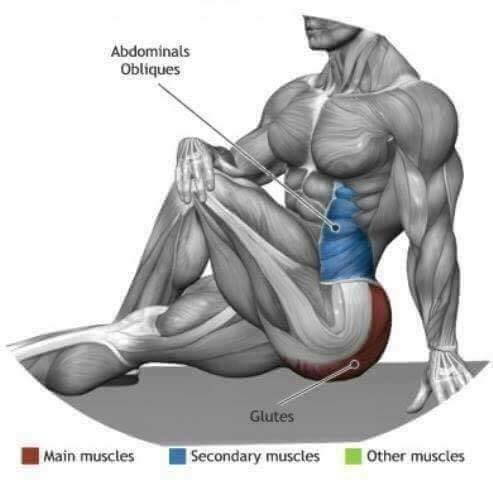 Abdominals
Obliques
Glutes
Main muscles
Secondary muscles
Other muscles